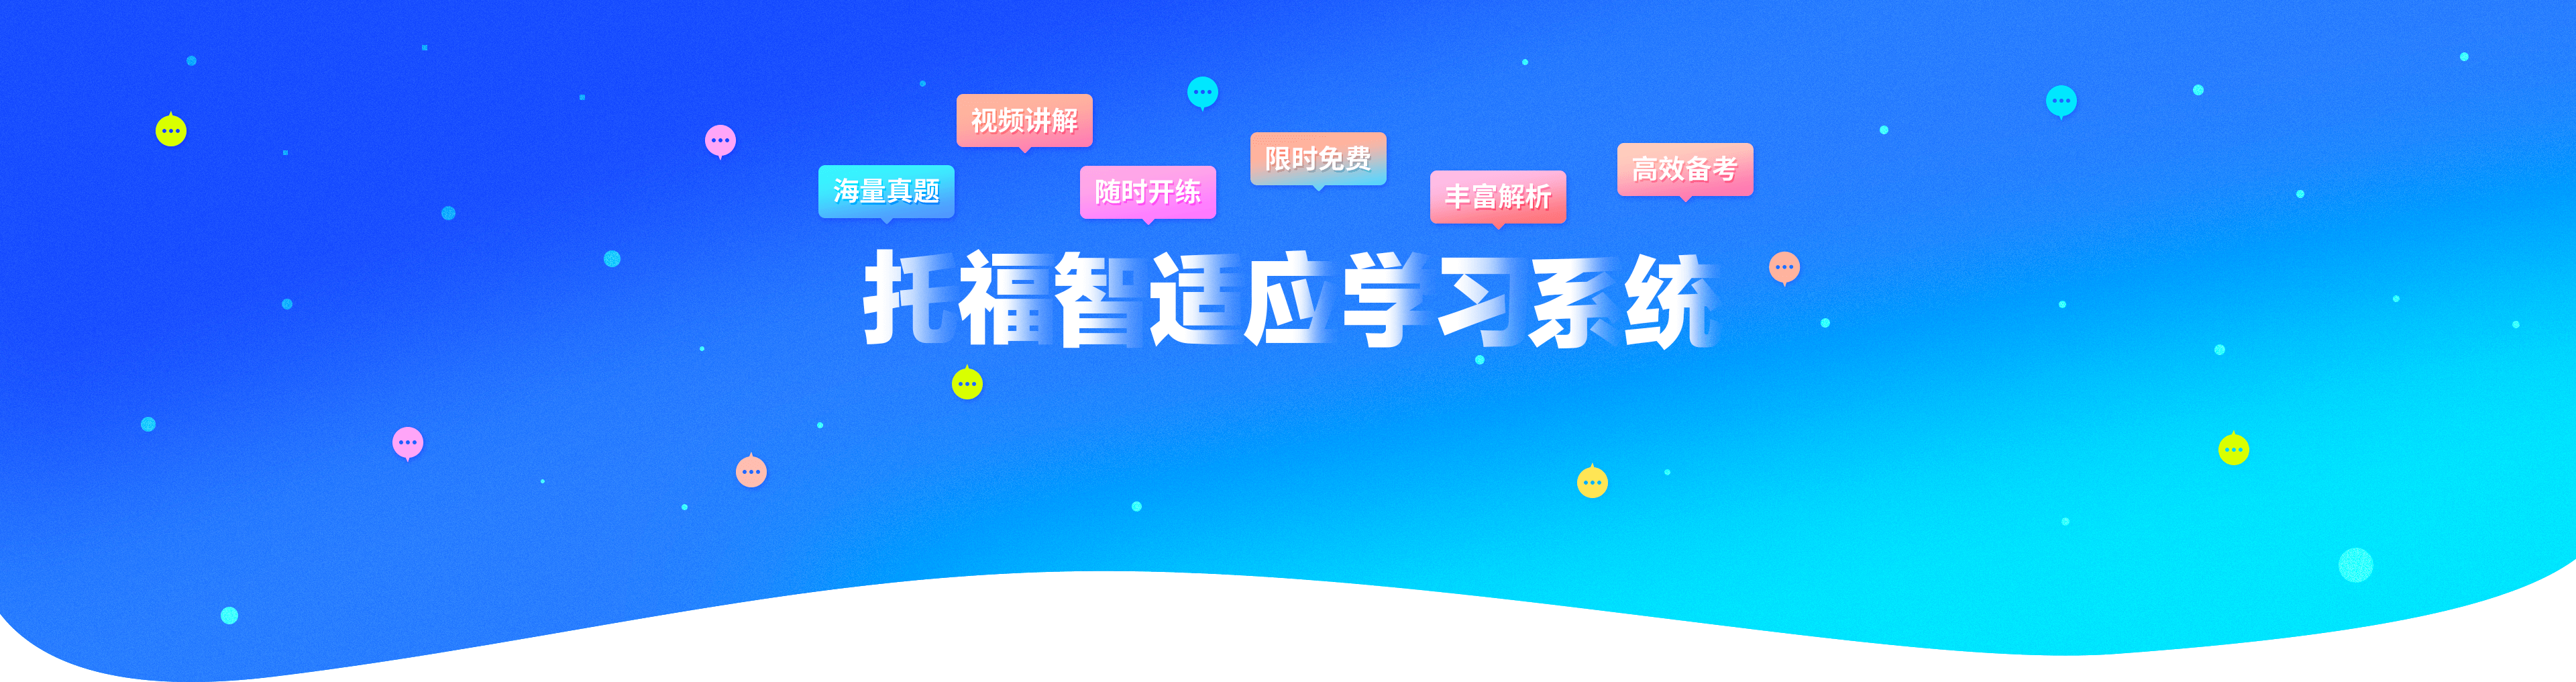 视频讲解
限时免费
高效备考
海量真题
随时开练
丰富解析
托福智适应学习系统